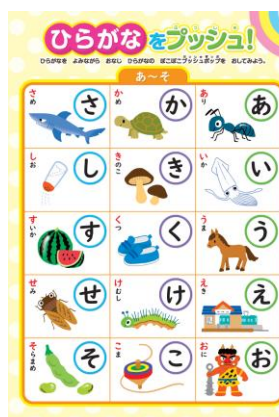 ひらがなをプッシュ!
ひらがなを よみながら おなじ ひらがなの ぽこぽこプッシュポップを おしてみよう。
あ～そ
あり
あ
いか
い
うま
う
えき
え
おに
お
かめ
か
きのこ
き
くつ
く
けむし
け
こま
こ
さめ
さ
しお
し
すいか
す
せみ
せ
そらまめ
そ